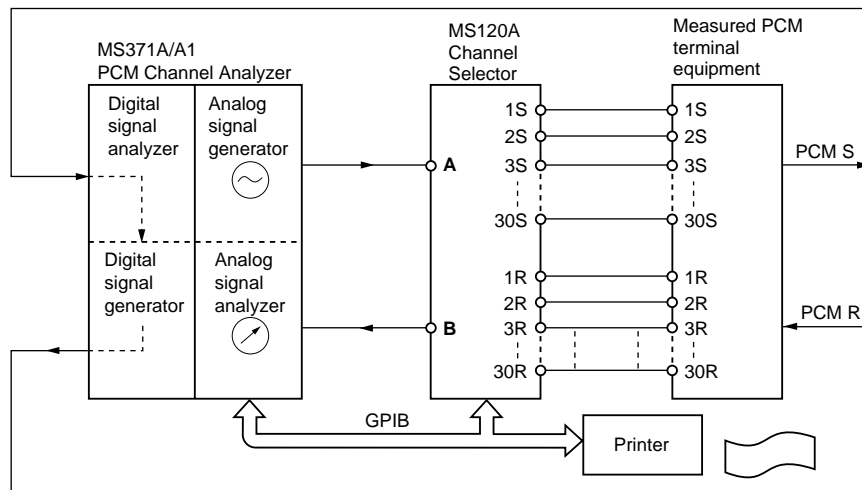 MS371A/A1
PCM Channel Analyzer
MS120A
Channel
Selector
Measured PCM
terminal
equipment
Digital
signal
analyzer
Analog
signal
generator
Digital
signal
generator
Analog
signal
analyzer
A
B
1S
2S
3S
30S
1R
2R
3R
30R
1S
2S
3S
30S
1R
2R
3R
30R
PCM S
PCM R
GPIB
Printer